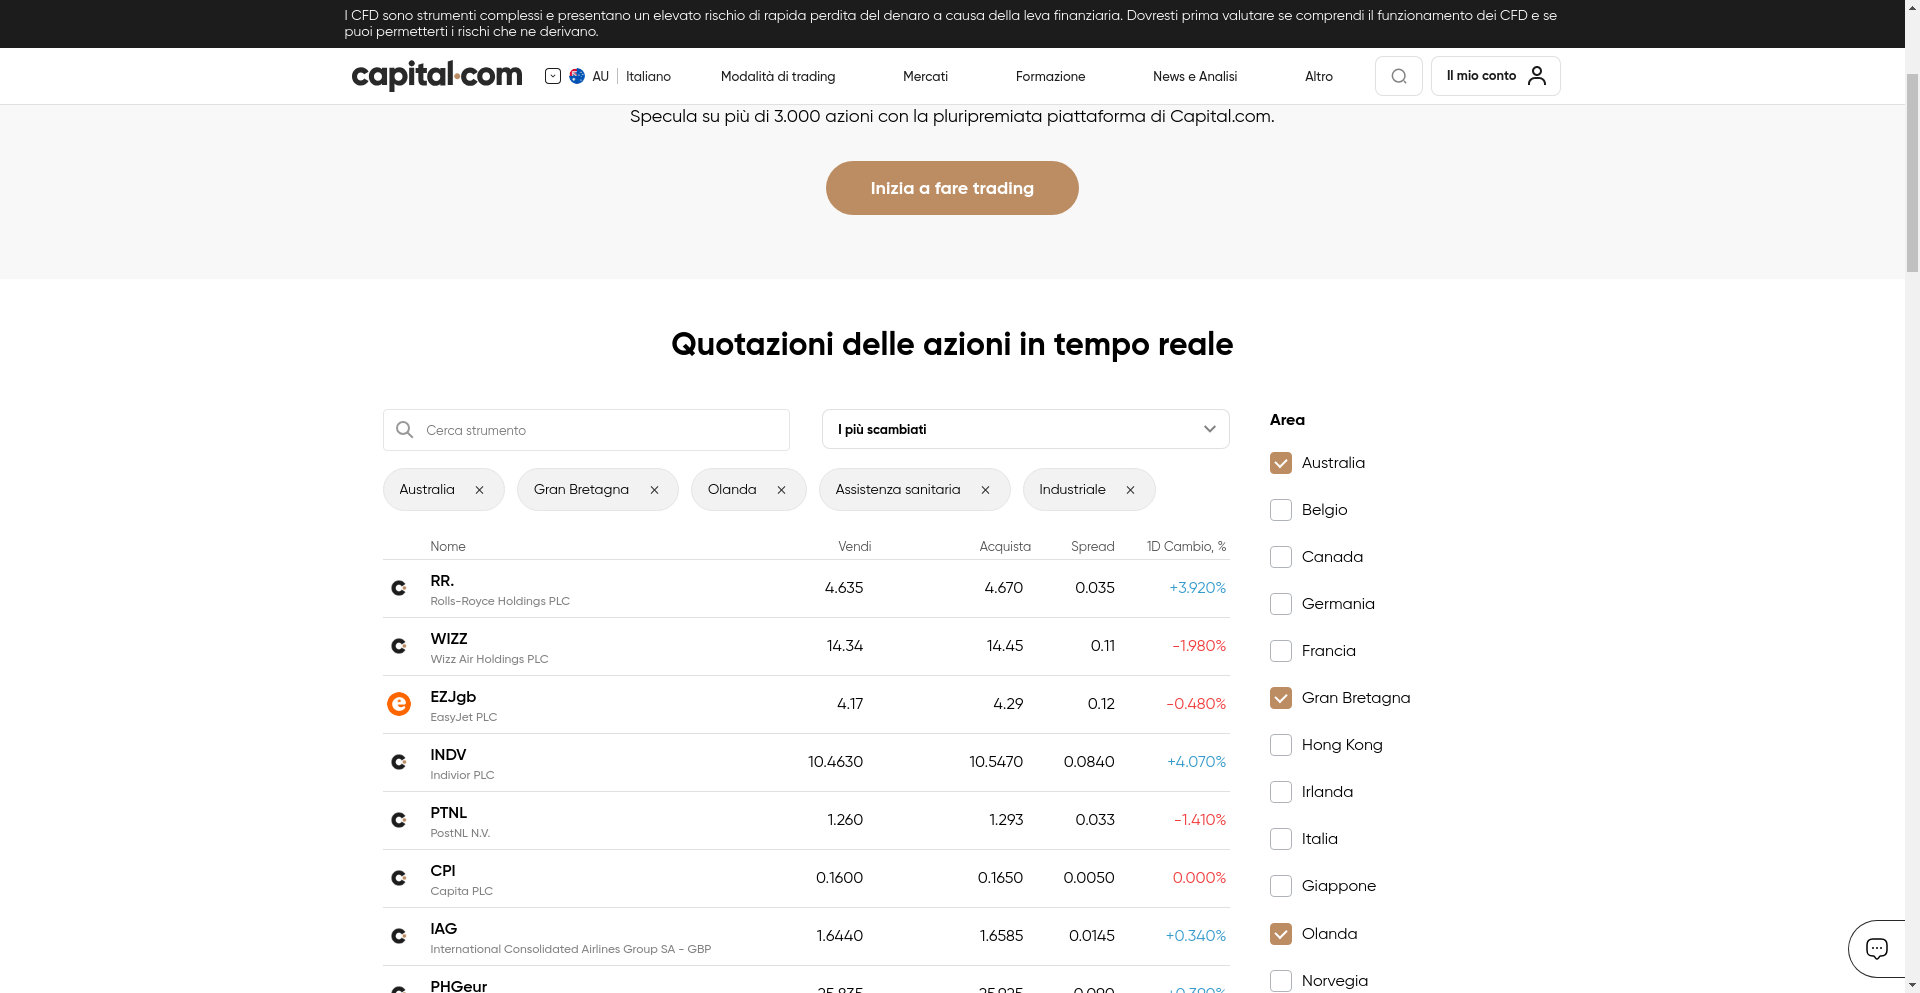 I CFD sono strumenti complessi e presentano un elevato rischio di rapida perdita del denaro a causa della leva finanziaria. Dovresti prima valutare se comprendi il funzionamento dei CFD e se
puoi permetterti i rischi che ne derivano.
capital.com
AU
Italiano
Modalità di trading
Mercati
Formazione
News e Analisi
Altro
Il mio conto
Specula su più di 3.000 azioni con la pluripremiata piattaforma di Capital.com.
Inizia a fare trading
Quotazioni delle azioni in tempo reale
Cerca strumento
I più scambiati
Australia
Gran Bretagna
Olanda
Assistenza sanitaria
Industriale
Nome Vendi Acquista Spread 1D Cambio, %
RR. 4.635 4.670 0.035 +3.920%
Rolls-Royce Holdings PLC
WIZZ 14.34 14.45 0.11 -1.980%
Wizz Air Holdings PLC
EZJgb 4.17 4.29 0.12 -0.480%
EasyJet PLC
INDV 10.4630 10.5470 0.0840 +4.070%
Indivior PLC
PTNL 1.260 1.293 0.033 -1.410%
PostNL N.V.
CPI 0.1600 0.1650 0.0050 0.000%
Capita PLC
IAG 1.6440 1.6585 0.0145 +0.340%
International Consolidated Airlines Group SA - GBP
PHGeur 25.835 25.925 0.090 +0.390%
Area
Australia
Belgio
Canada
Germania
Francia
Gran Bretagna
Hong Kong
Irlanda
Italia
Giappone
Olanda
Norvegia